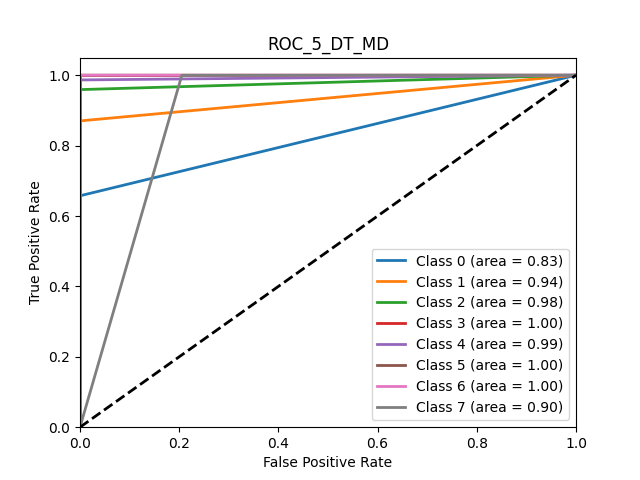 ROC_5_DT_MD
True Positive Rate
1.0
0.8
0.6
0.4
0.2
0.0
Class 0 (area = 0.83)
Class 1 (area = 0.94)
Class 2 (area = 0.98)
Class 3 (area = 1.00)
Class 4 (area = 0.99)
Class 5 (area = 1.00)
Class 6 (area = 1.00)
Class 7 (area = 0.90)
0.0 0.2 0.4 0.6 0.8 1.0
False Positive Rate